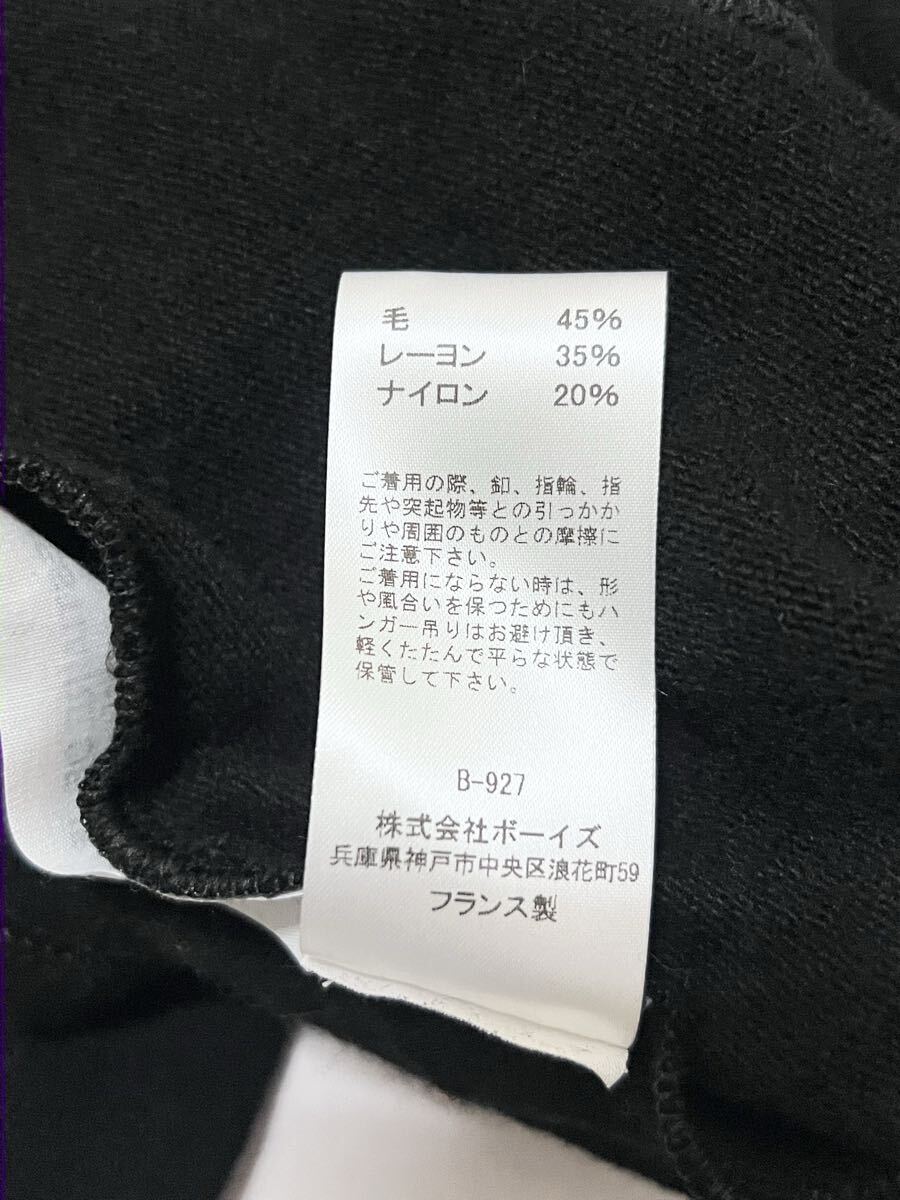 毛 45%
レーヨン 35%
ナイロン 20%
ご着用の際、釦、指輪、指
先や突起物等との引っかか
りや周囲のものとの摩擦に
ご注意下さい。
ご着用にならない時は、形
や風合いを保つためにもハ
ンガー吊りはお避け頂き、
軽くたたんで平らな状態で
保管して下さい。
B-927
株式会社ボーイズ
兵庫県神戸市中央区浪花町59
フランス製